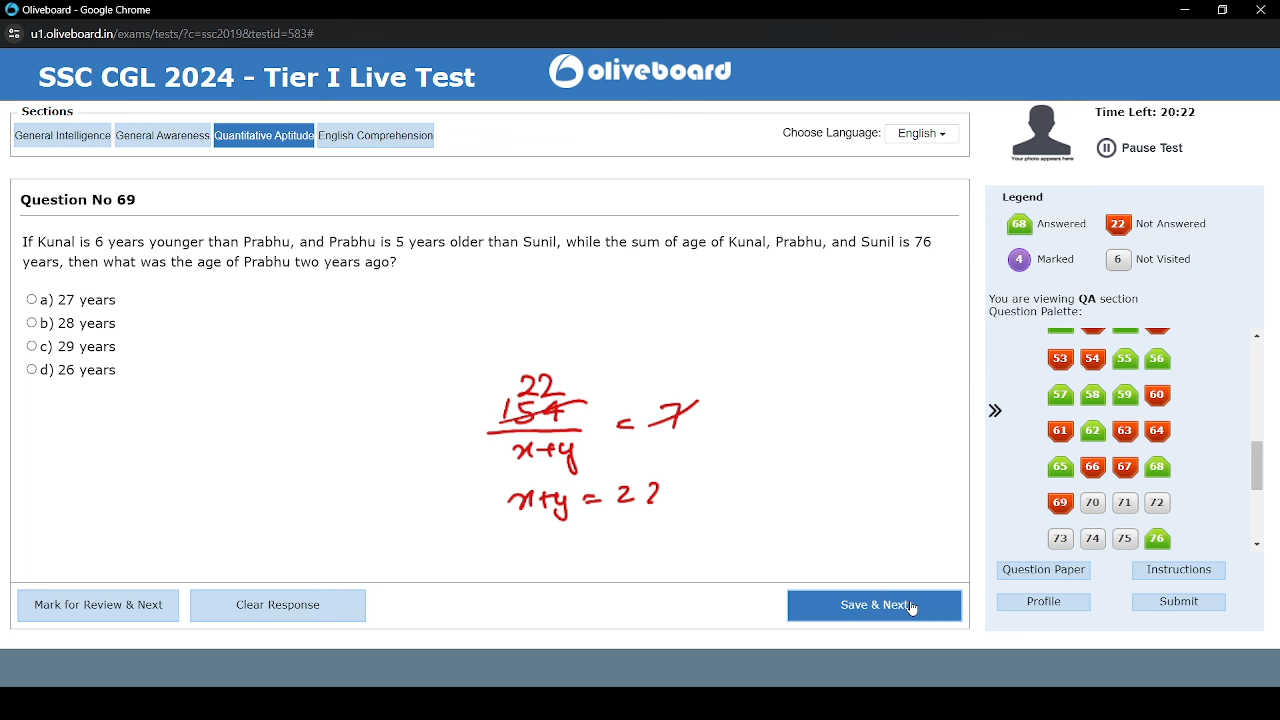 Oliveboard - Google Chrome
u1.oliveboard.in/exams/tests/?c=ssc2019&testid=583#
SSC CGL 2024 - Tier I Live Test
oliveboard
Sections
General Intelligence
General Awareness
Quantitative Aptitude
English Comprehension
Choose Language:
English
Your photo appears here
Time Left: 20:22
Pause Test
Question No 69
If Kunal is 6 years younger than Prabhu, and Prabhu is 5 years older than Sunil, while the sum of age of Kunal, Prabhu, and Sunil is 76
years, then what was the age of Prabhu two years ago?
a) 27 years
b) 28 years
c) 29 years
d) 26 years
22
154
x+y
= 7
x+y = 22
Mark for Review & Next
Clear Response
Save & Next
Legend
68 Answered
22 Not Answered
4 Marked
6 Not Visited
You are viewing QA section
Question Palette:
53 54 55 56
57 58 59 60
61 62 63 64
65 66 67 68
69 70 71 72
73 74 75 76
Question Paper
Instructions
Profile
Submit